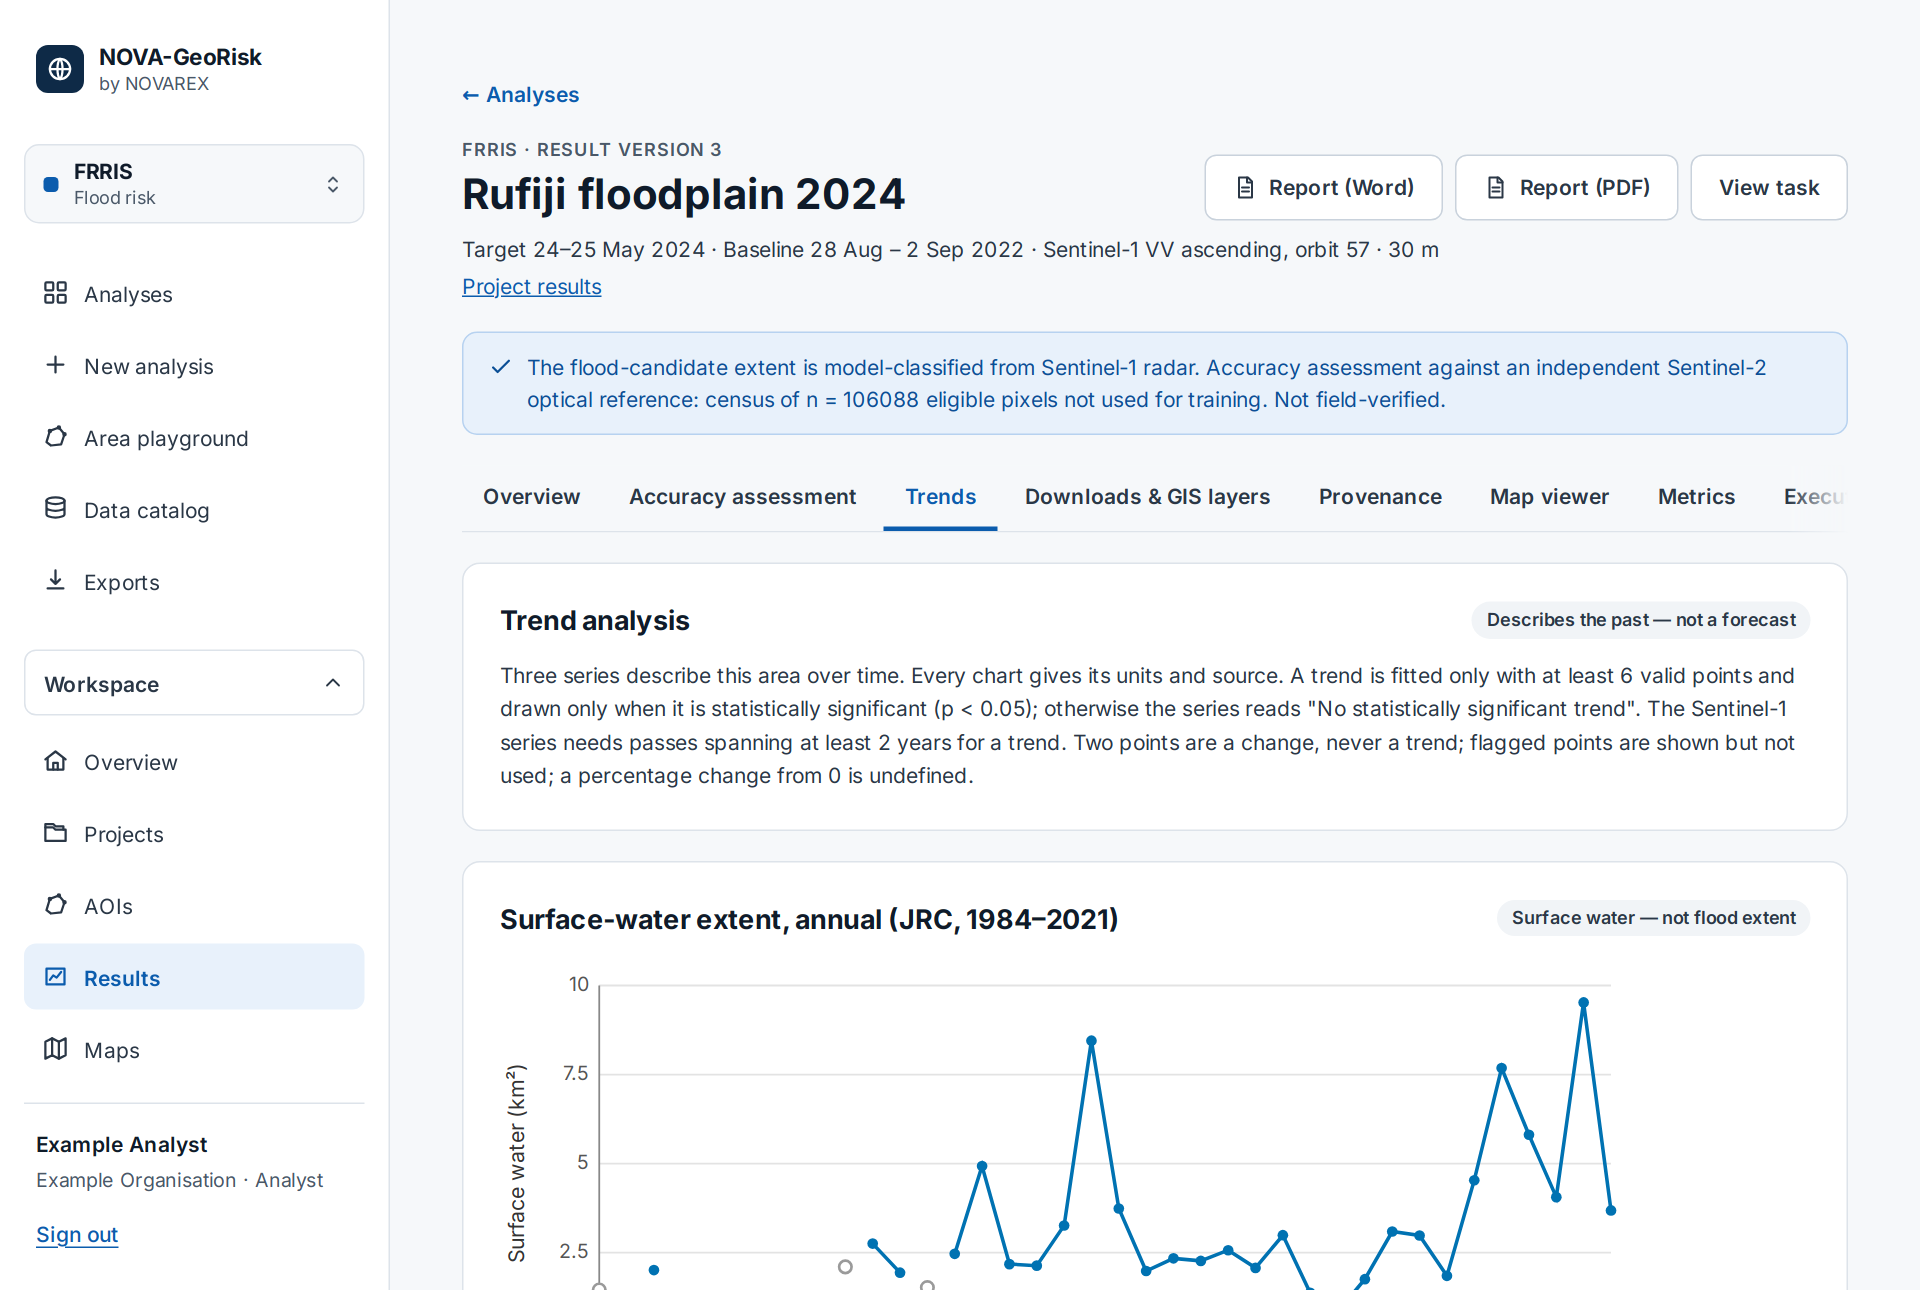 NOVA-GeoRisk
by NOVAREX
FRRIS
Flood risk
Analyses
New analysis
Area playground
Data catalog
Exports
Workspace
Overview
Projects
AOIs
Results
Maps
Example Analyst
Example Organisation · Analyst
Sign out
← Analyses
FRRIS · RESULT VERSION 3
Rufiji floodplain 2024
Report (Word)
Report (PDF)
View task
Target 24–25 May 2024 · Baseline 28 Aug – 2 Sep 2022 · Sentinel-1 VV ascending, orbit 57 · 30 m
Project results
The flood-candidate extent is model-classified from Sentinel-1 radar. Accuracy assessment against an independent Sentinel-2
optical reference: census of n = 106088 eligible pixels not used for training. Not field-verified.
Overview Accuracy assessment Trends Downloads & GIS layers Provenance Map viewer Metrics Execu
Trend analysis
Describes the past — not a forecast
Three series describe this area over time. Every chart gives its units and source. A trend is fitted only with at least 6 valid points and
drawn only when it is statistically significant (p < 0.05); otherwise the series reads "No statistically significant trend". The Sentinel-1
series needs passes spanning at least 2 years for a trend. Two points are a change, never a trend; flagged points are shown but not
used; a percentage change from 0 is undefined.
Surface-water extent, annual (JRC, 1984–2021)
Surface water — not flood extent
10
7.5
5
2.5
Surface water (km²)